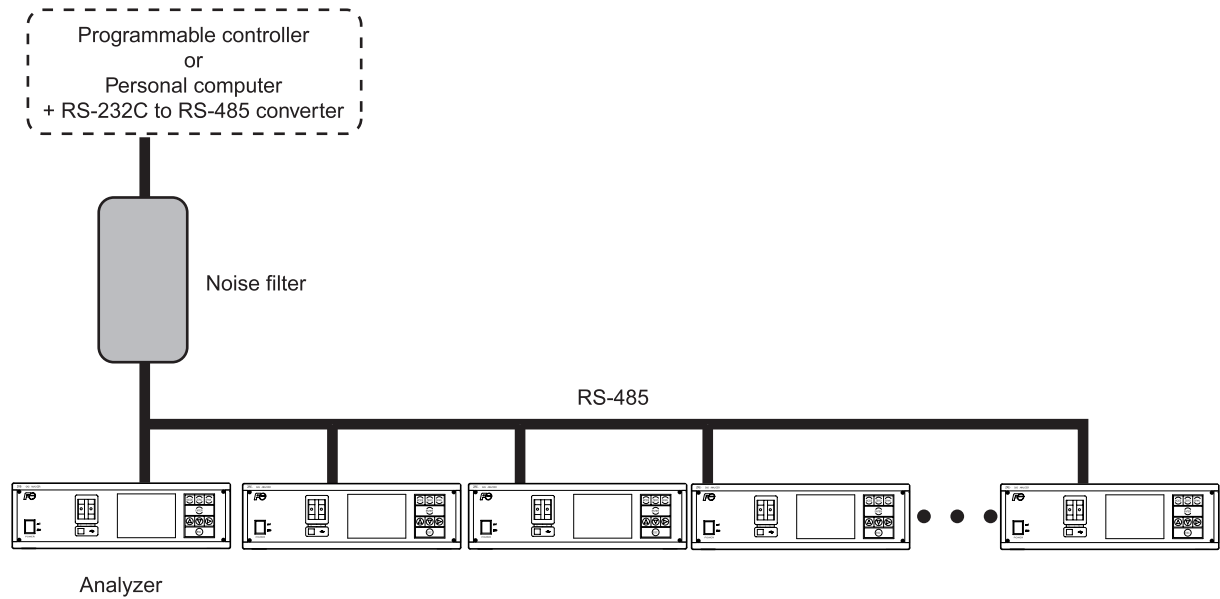 Programmable controller
or
Personal computer
+ RS-232C to RS-485 converter
Noise filter
RS-485
Analyzer